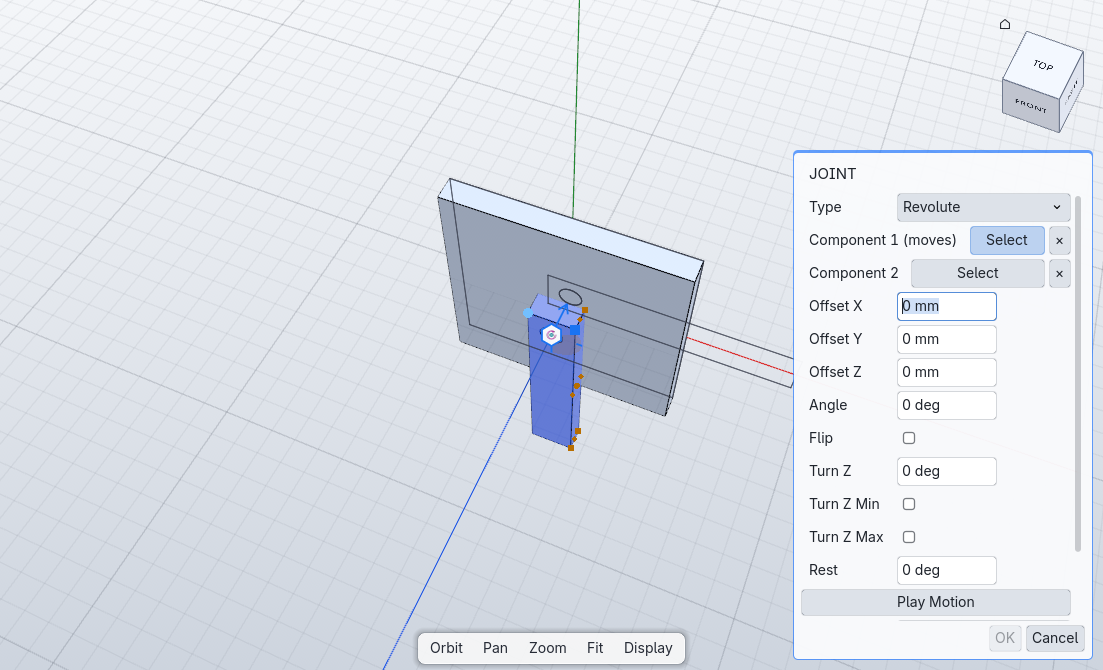 TOP
FRONT
JOINT
Type Revolute
Component 1 (moves) Select ×
Component 2 Select ×
Offset X 0 mm
Offset Y 0 mm
Offset Z 0 mm
Angle 0 deg
Flip
Turn Z 0 deg
Turn Z Min
Turn Z Max
Rest 0 deg
Play Motion
OK Cancel
Orbit Pan Zoom Fit Display